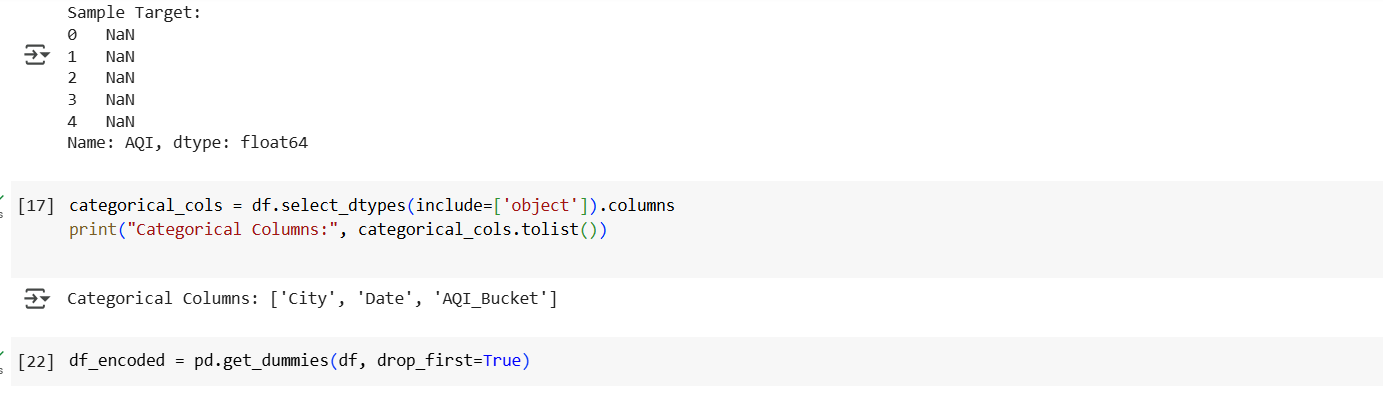 Sample Target:
0   NaN
1   NaN
2   NaN
3   NaN
4   NaN
Name: AQI, dtype: float64
[17] categorical_cols = df.select_dtypes(include=['object']).columns
print("Categorical Columns:", categorical_cols.tolist())
Categorical Columns: ['City', 'Date', 'AQI_Bucket']
[22] df_encoded = pd.get_dummies(df, drop_first=True)